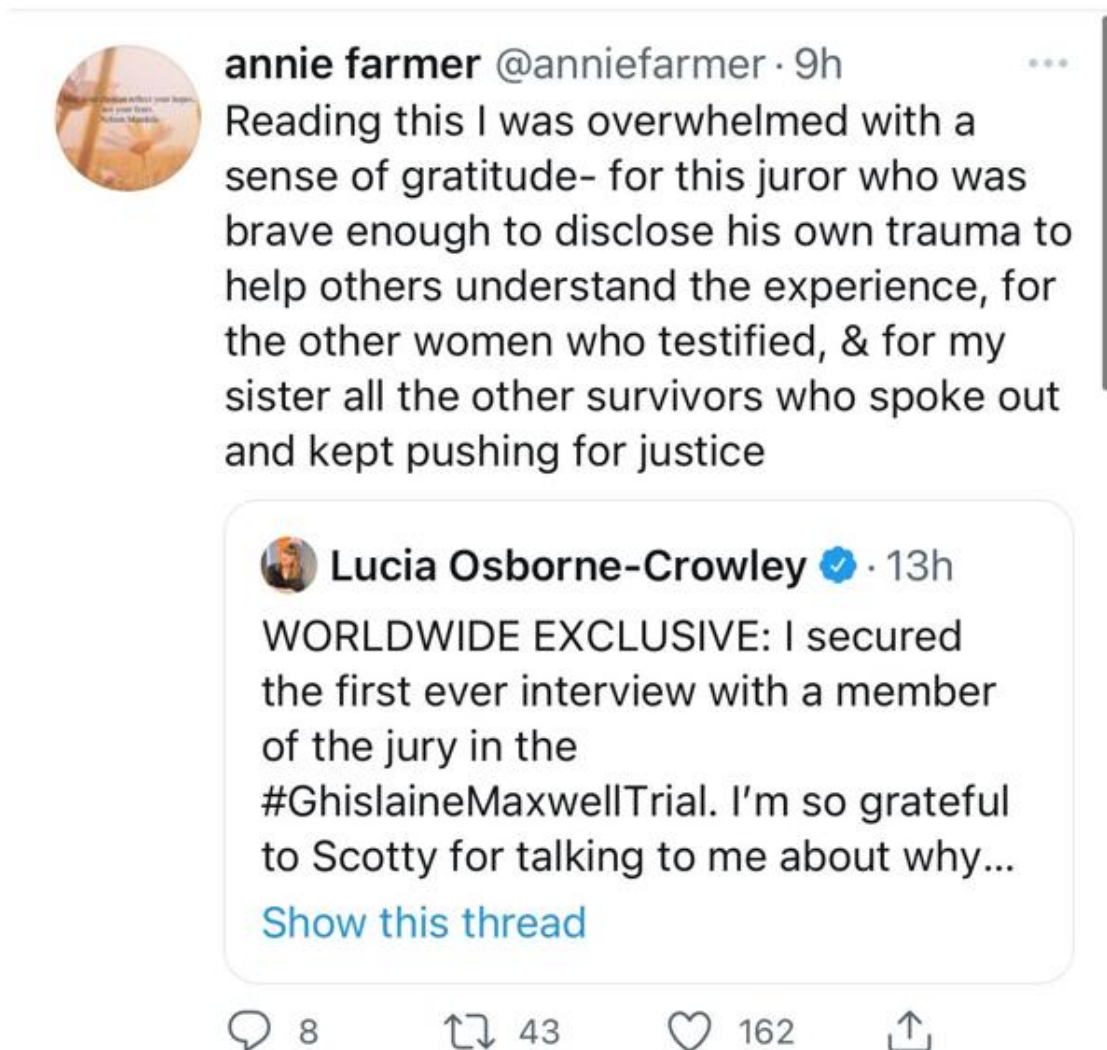 annie farmer @anniefarmer · 9h
Reading this I was overwhelmed with a
sense of gratitude- for this juror who was
brave enough to disclose his own trauma to
help others understand the experience, for
the other women who testified, & for my
sister all the other survivors who spoke out
and kept pushing for justice
Lucia Osborne-Crowley · 13h
WORLDWIDE EXCLUSIVE: I secured
the first ever interview with a member
of the jury in the
#GhislaineMaxwellTrial. I'm so grateful
to Scotty for talking to me about why...
Show this thread
8 43 162